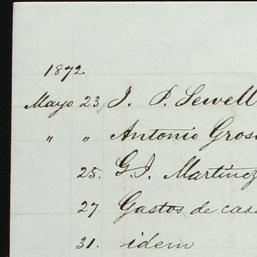 1872
Mayo 23 J. P. Sewell
" " Antonio Gros
25. G. J. Martinez
27. Gastos de cas
31. idem